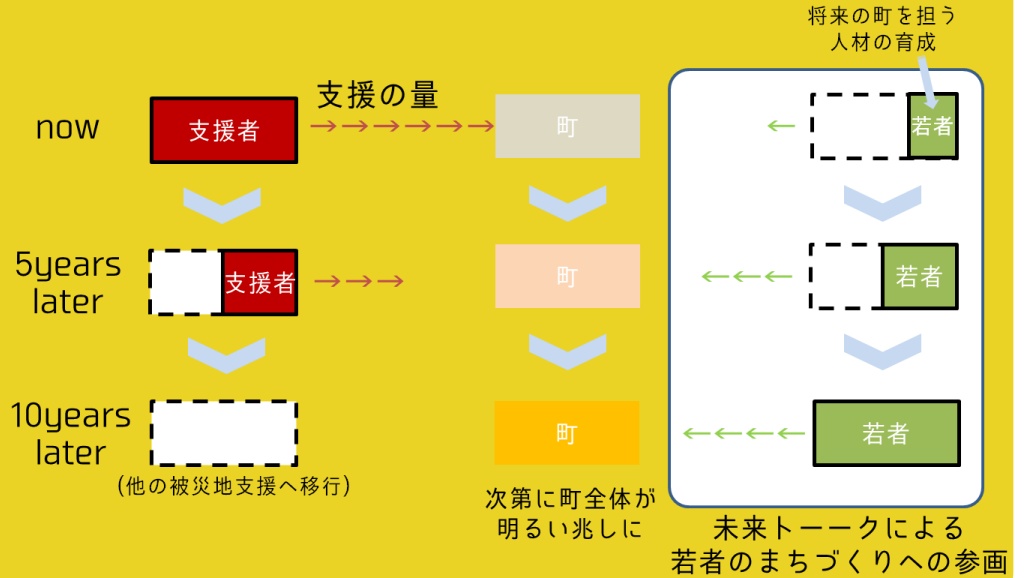 将来の町を担う
人材の育成
支援の量
now
支援者
町
若者
5years
later
支援者
町
若者
10years
later
町
若者
(他の被災地支援へ移行)
次第に町全体が
明るい兆しに
未来トーークによる
若者のまちづくりへの参画